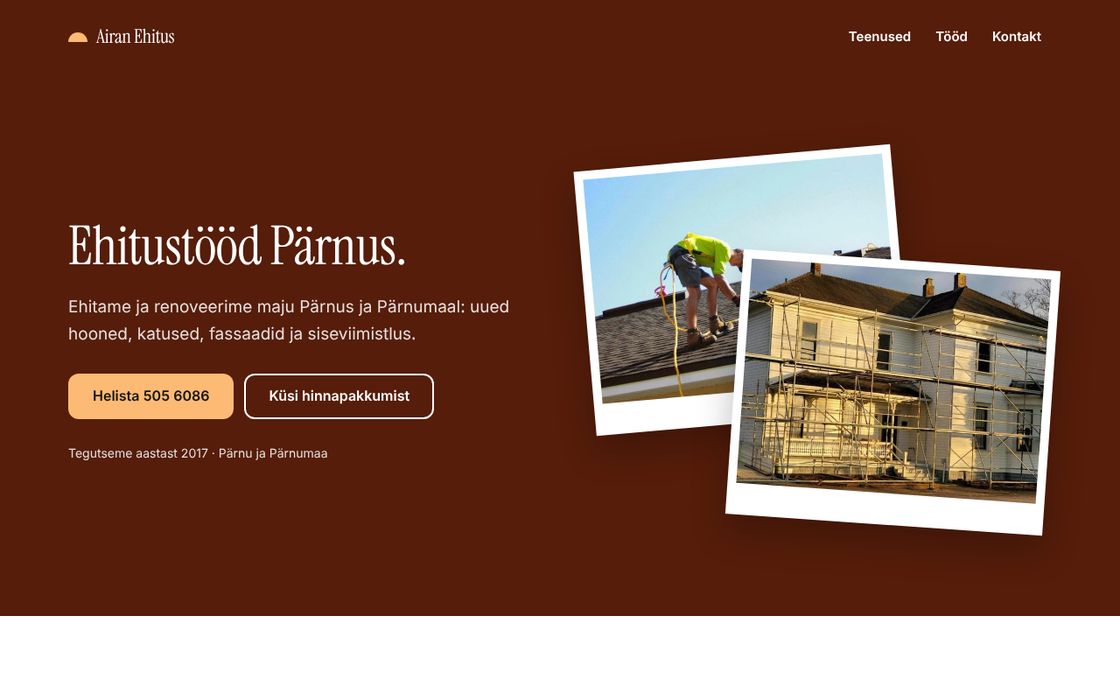 Airan Ehitus
Teenused
Tööd
Kontakt
Ehitustööd Pärnus.
Ehitame ja renoveerime maju Pärnus ja Pärnumaal: uued
hooned, katused, fassaadid ja siseviimistlus.
Helista 505 6086
Küsi hinnapakkumist
Tegutseme aastast 2017 · Pärnu ja Pärnumaa